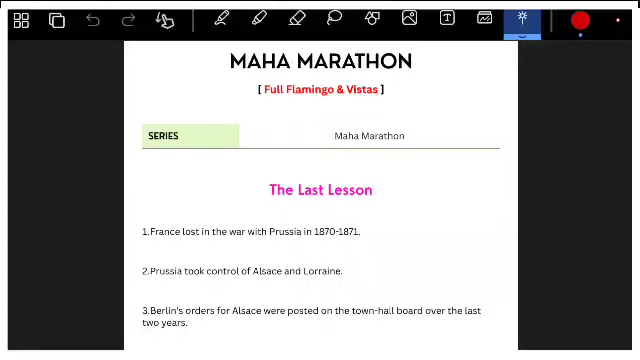 MAHA MARATHON
[ Full Flamingo & Vistas ]
SERIES
Maha Marathon
The Last Lesson
1.France lost in the war with Prussia in 1870-1871.
2.Prussia took control of Alsace and Lorraine.
3.Berlin's orders for Alsace were posted on the town-hall board over the last
two years.